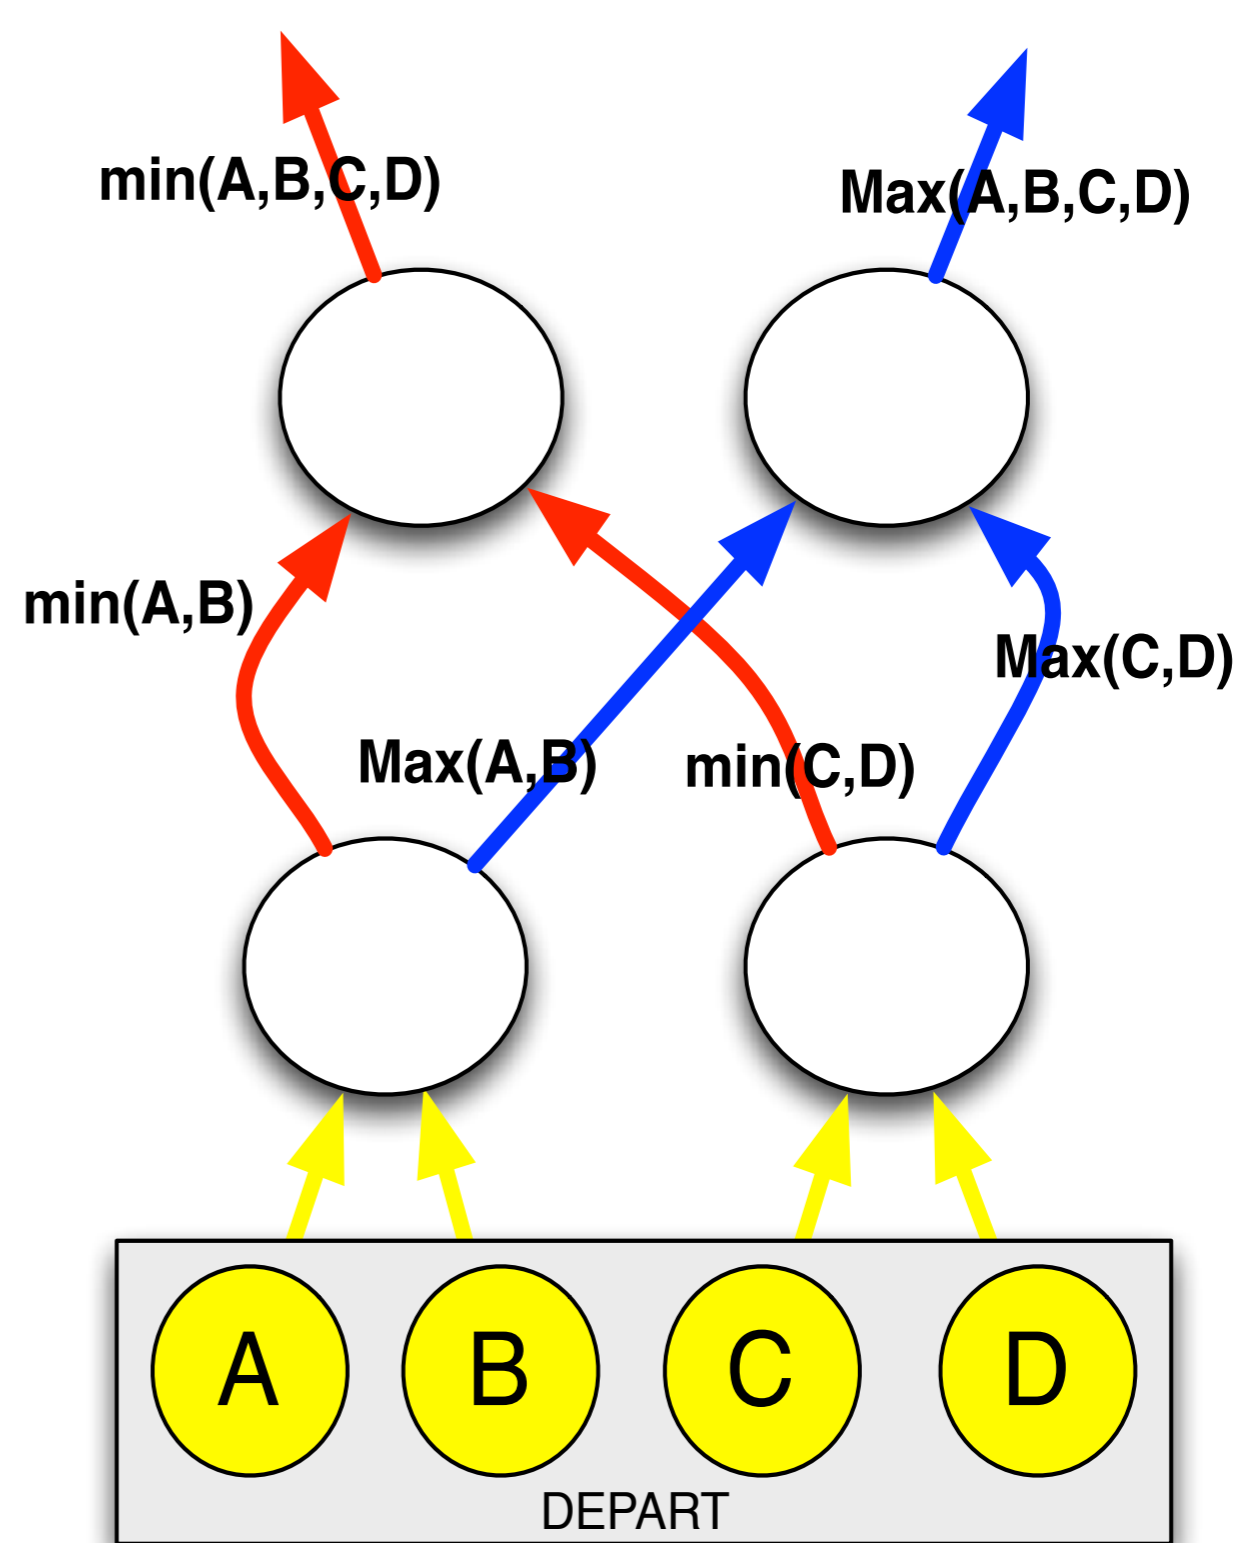 min(A,B,C,D)
Max(A,B,C,D)
min(A,B)
Max(C,D)
Max(A,B)
min(C,D)
A B C D
DEPART